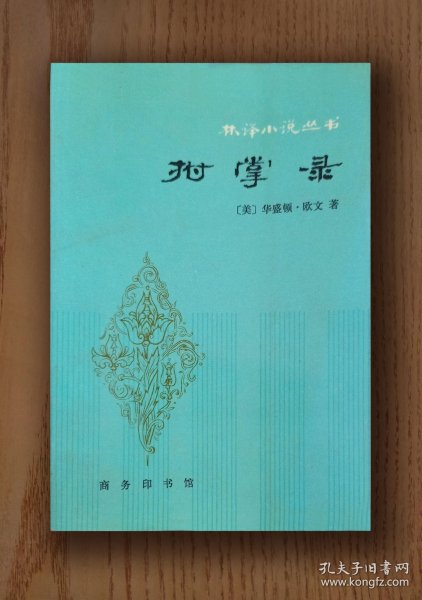 林译小说丛书
拊掌录
〔美〕华盛顿·欧文 著
商务印书馆
孔夫子旧书网
www.kongfz.com